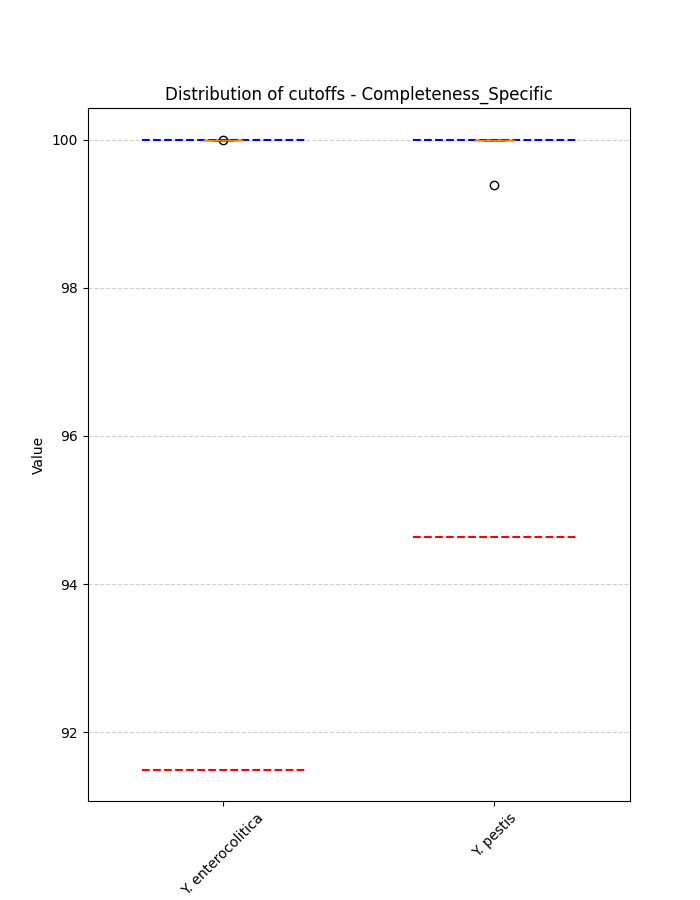 Distribution of cutoffs - Completeness_Specific
100
98
96
94
92
Value
Y. enterocolitica
Y. pestis